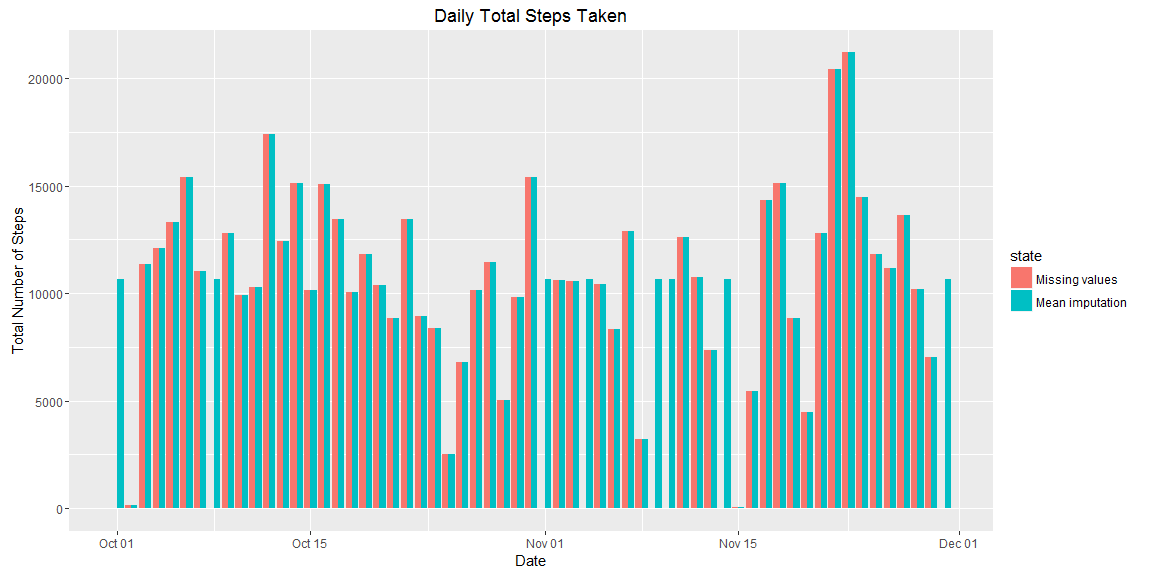 Daily Total Steps Taken
Total Number of Steps
20000
15000
10000
5000
0
Oct 01
Oct 15
Nov 01
Nov 15
Dec 01
Date
state
Missing values
Mean imputation